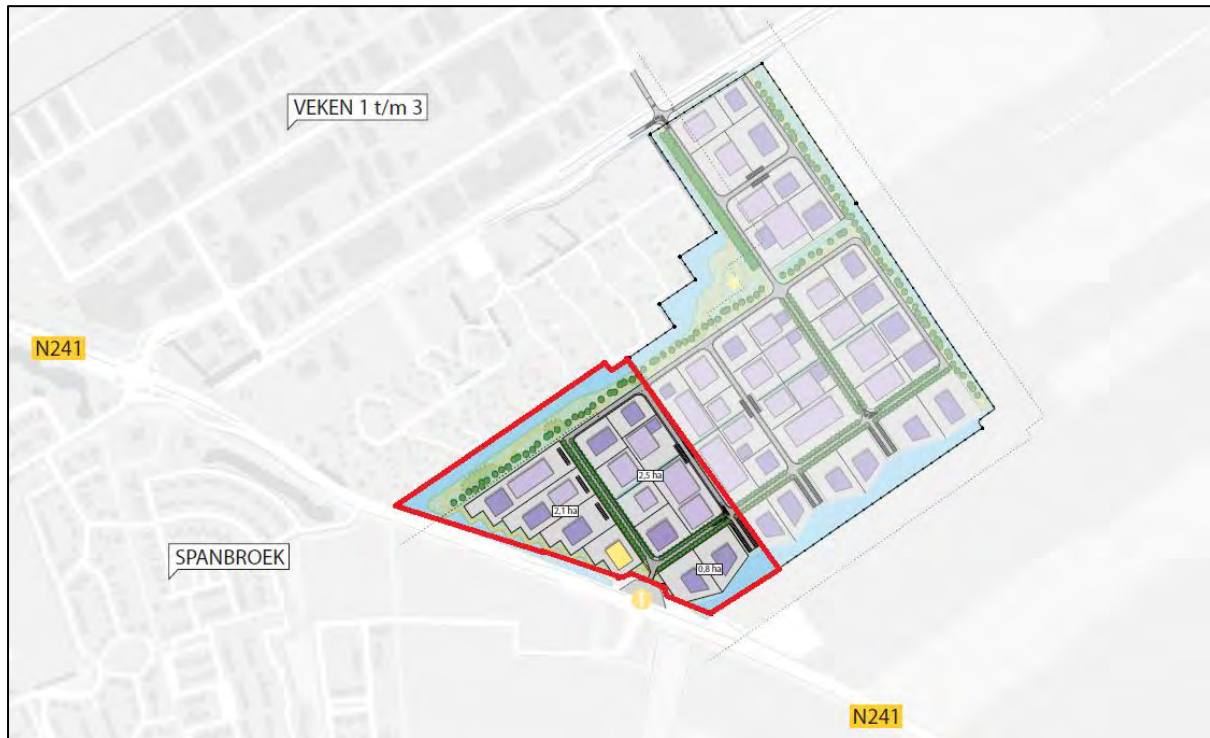 VEKEN 1 t/m 3
N241
2,5 ha
2,1 ha
SPANBROEK
0,8 ha
N241